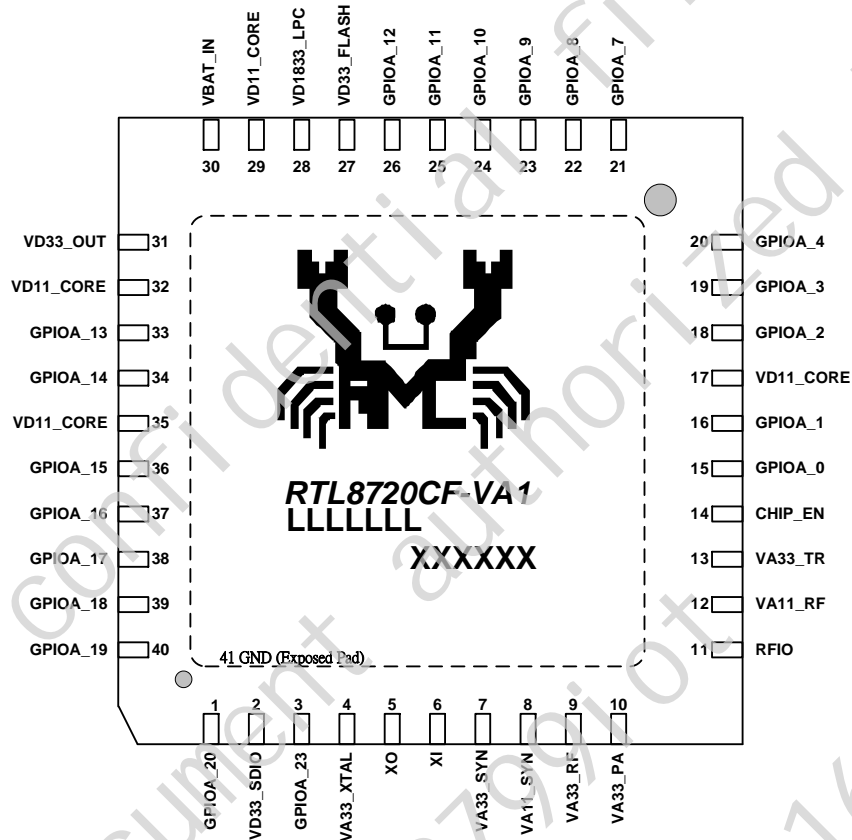 VBAT_IN
VD11_CORE
VD1833_LPC
VD33_FLASH
GPIOA_12
GPIOA_11
GPIOA_10
GPIOA_9
GPIOA_8
GPIOA_7
30 29 28 27 26 25 24 23 22 21
VD33_OUT 31
VD11_CORE 32
GPIOA_13 33
GPIOA_14 34
VD11_CORE 35
GPIOA_15 36
GPIOA_16 37
GPIOA_17 38
GPIOA_18 39
GPIOA_19 40
20 GPIOA_4
19 GPIOA_3
18 GPIOA_2
17 VD11_CORE
16 GPIOA_1
15 GPIOA_0
14 CHIP_EN
13 VA33_TR
12 VA11_RF
11 RFIO
RTL8720CF-VA1
LLLLLLL
XXXXXX
41 GND (Exposed Pad)
1 2 3 4 5 6 7 8 9 10
GPIOA_20
VD33_SDIO
GPIOA_23
VA33_XTAL
XO
XI
VA33_SYN
VA11_SYN
VA33_RF
VA33_PA
confidential
authorized